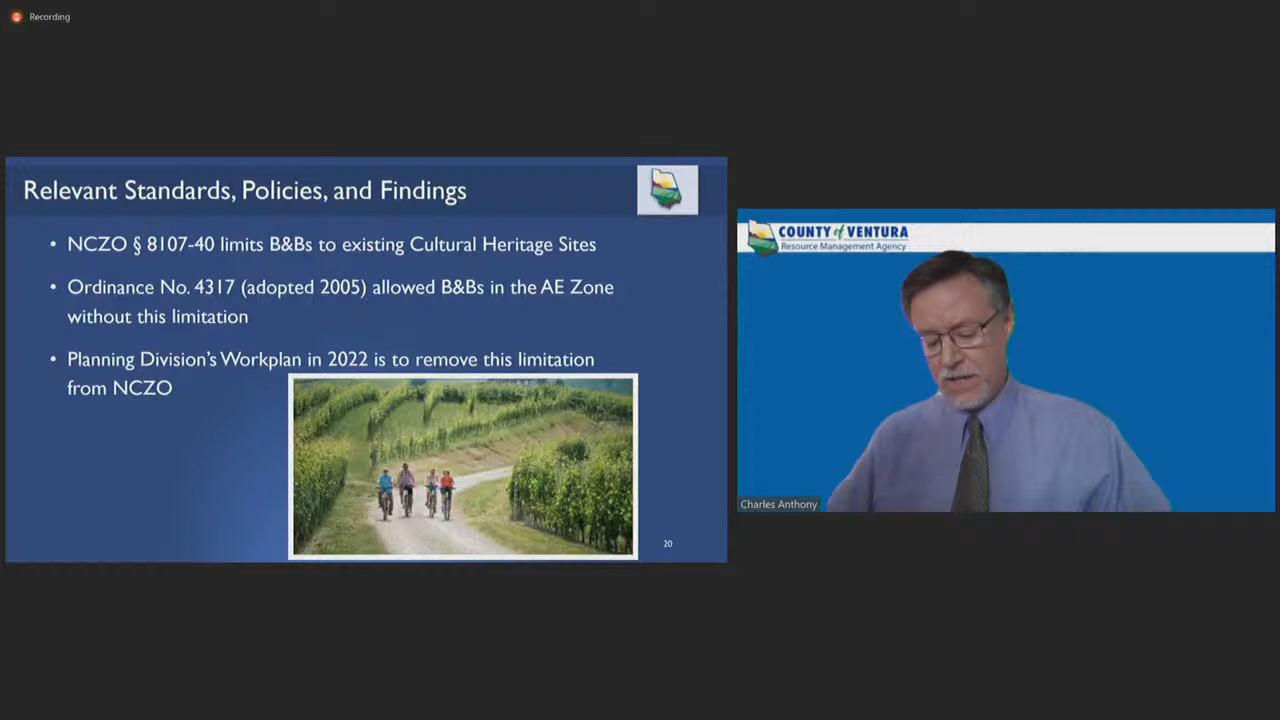 Recording
Relevant Standards, Policies, and Findings
• NCZO § 8107-40 limits B&Bs to existing Cultural Heritage Sites
• Ordinance No. 4317 (adopted 2005) allowed B&Bs in the AE Zone
without this limitation
• Planning Division's Workplan in 2022 is to remove this limitation
from NCZO
20
COUNTY of VENTURA
Resource Management Agency
Charles Anthony